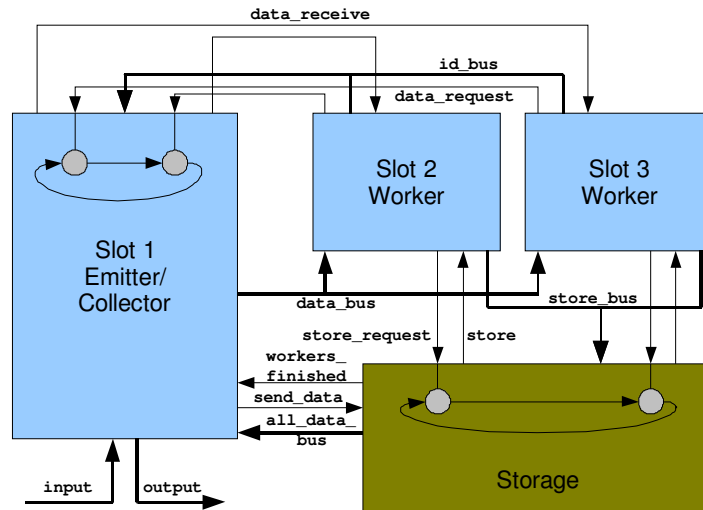 data_receive
id_bus
data_request
Slot 2
Worker
Slot 3
Worker
Slot 1
Emitter/
Collector
data_bus
store_bus
store_request
store
workers_
finished
send_data
all_data_
bus
Storage
input
output